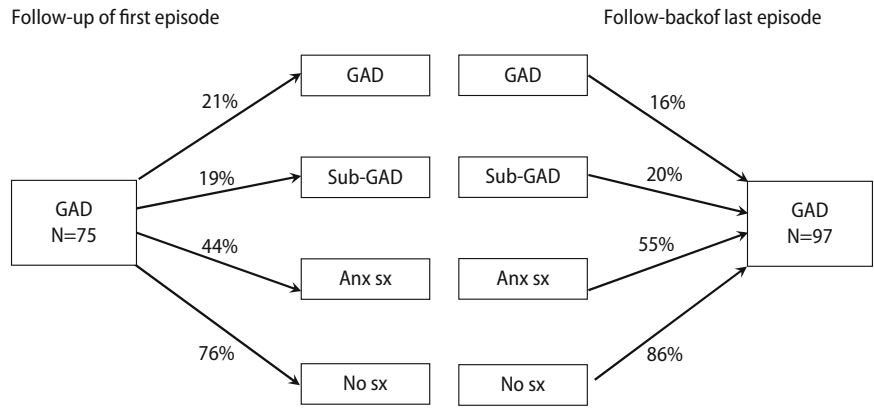 Follow-up of first episode
Follow-backof last episode
GAD
GAD
21%
16%
19%
Sub-GAD
Sub-GAD
20%
GAD
N=75
GAD
N=97
44%
55%
Anx sx
Anx sx
76%
86%
No sx
No sx